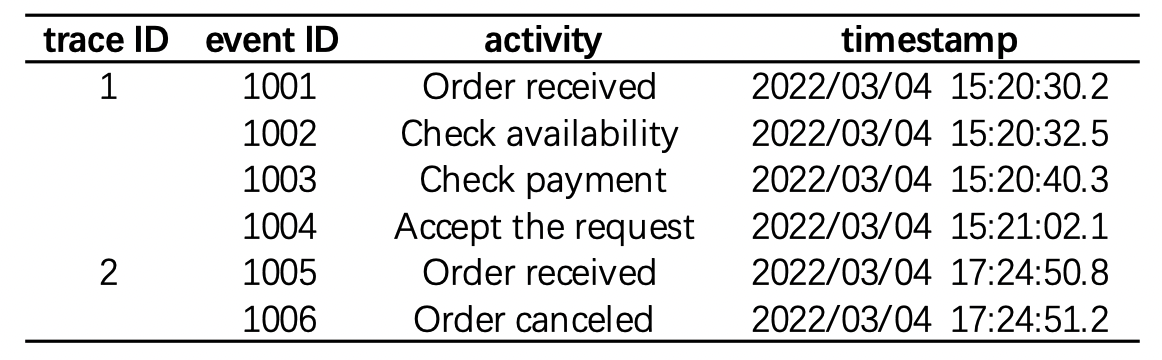 trace ID event ID activity timestamp
1 1001 Order received 2022/03/04 15:20:30.2
1002 Check availability 2022/03/04 15:20:32.5
1003 Check payment 2022/03/04 15:20:40.3
1004 Accept the request 2022/03/04 15:21:02.1
2 1005 Order received 2022/03/04 17:24:50.8
1006 Order canceled 2022/03/04 17:24:51.2